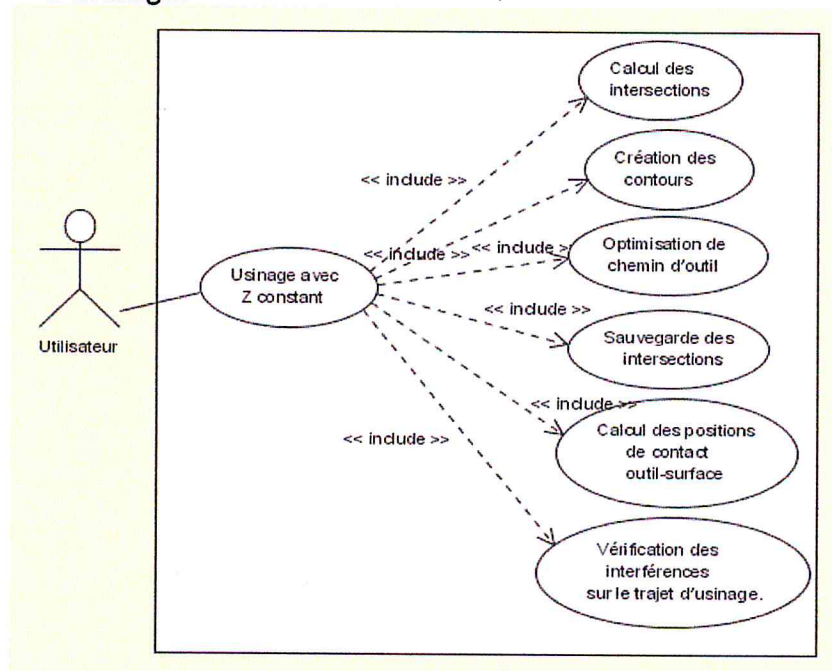 Calcul des
intersections
<< include >>
Création des
contours
<< include >>
<< include >>
Optimisation de
chemin d'outil
Usinage avec
Z constant
<< include >>
Sauvegarde des
intersections
Utilisateur
<< include >>
Calcul des positions
de contact
outil-surface
<< include >>
Vérification des
interférences
sur le trajet d'usinage.